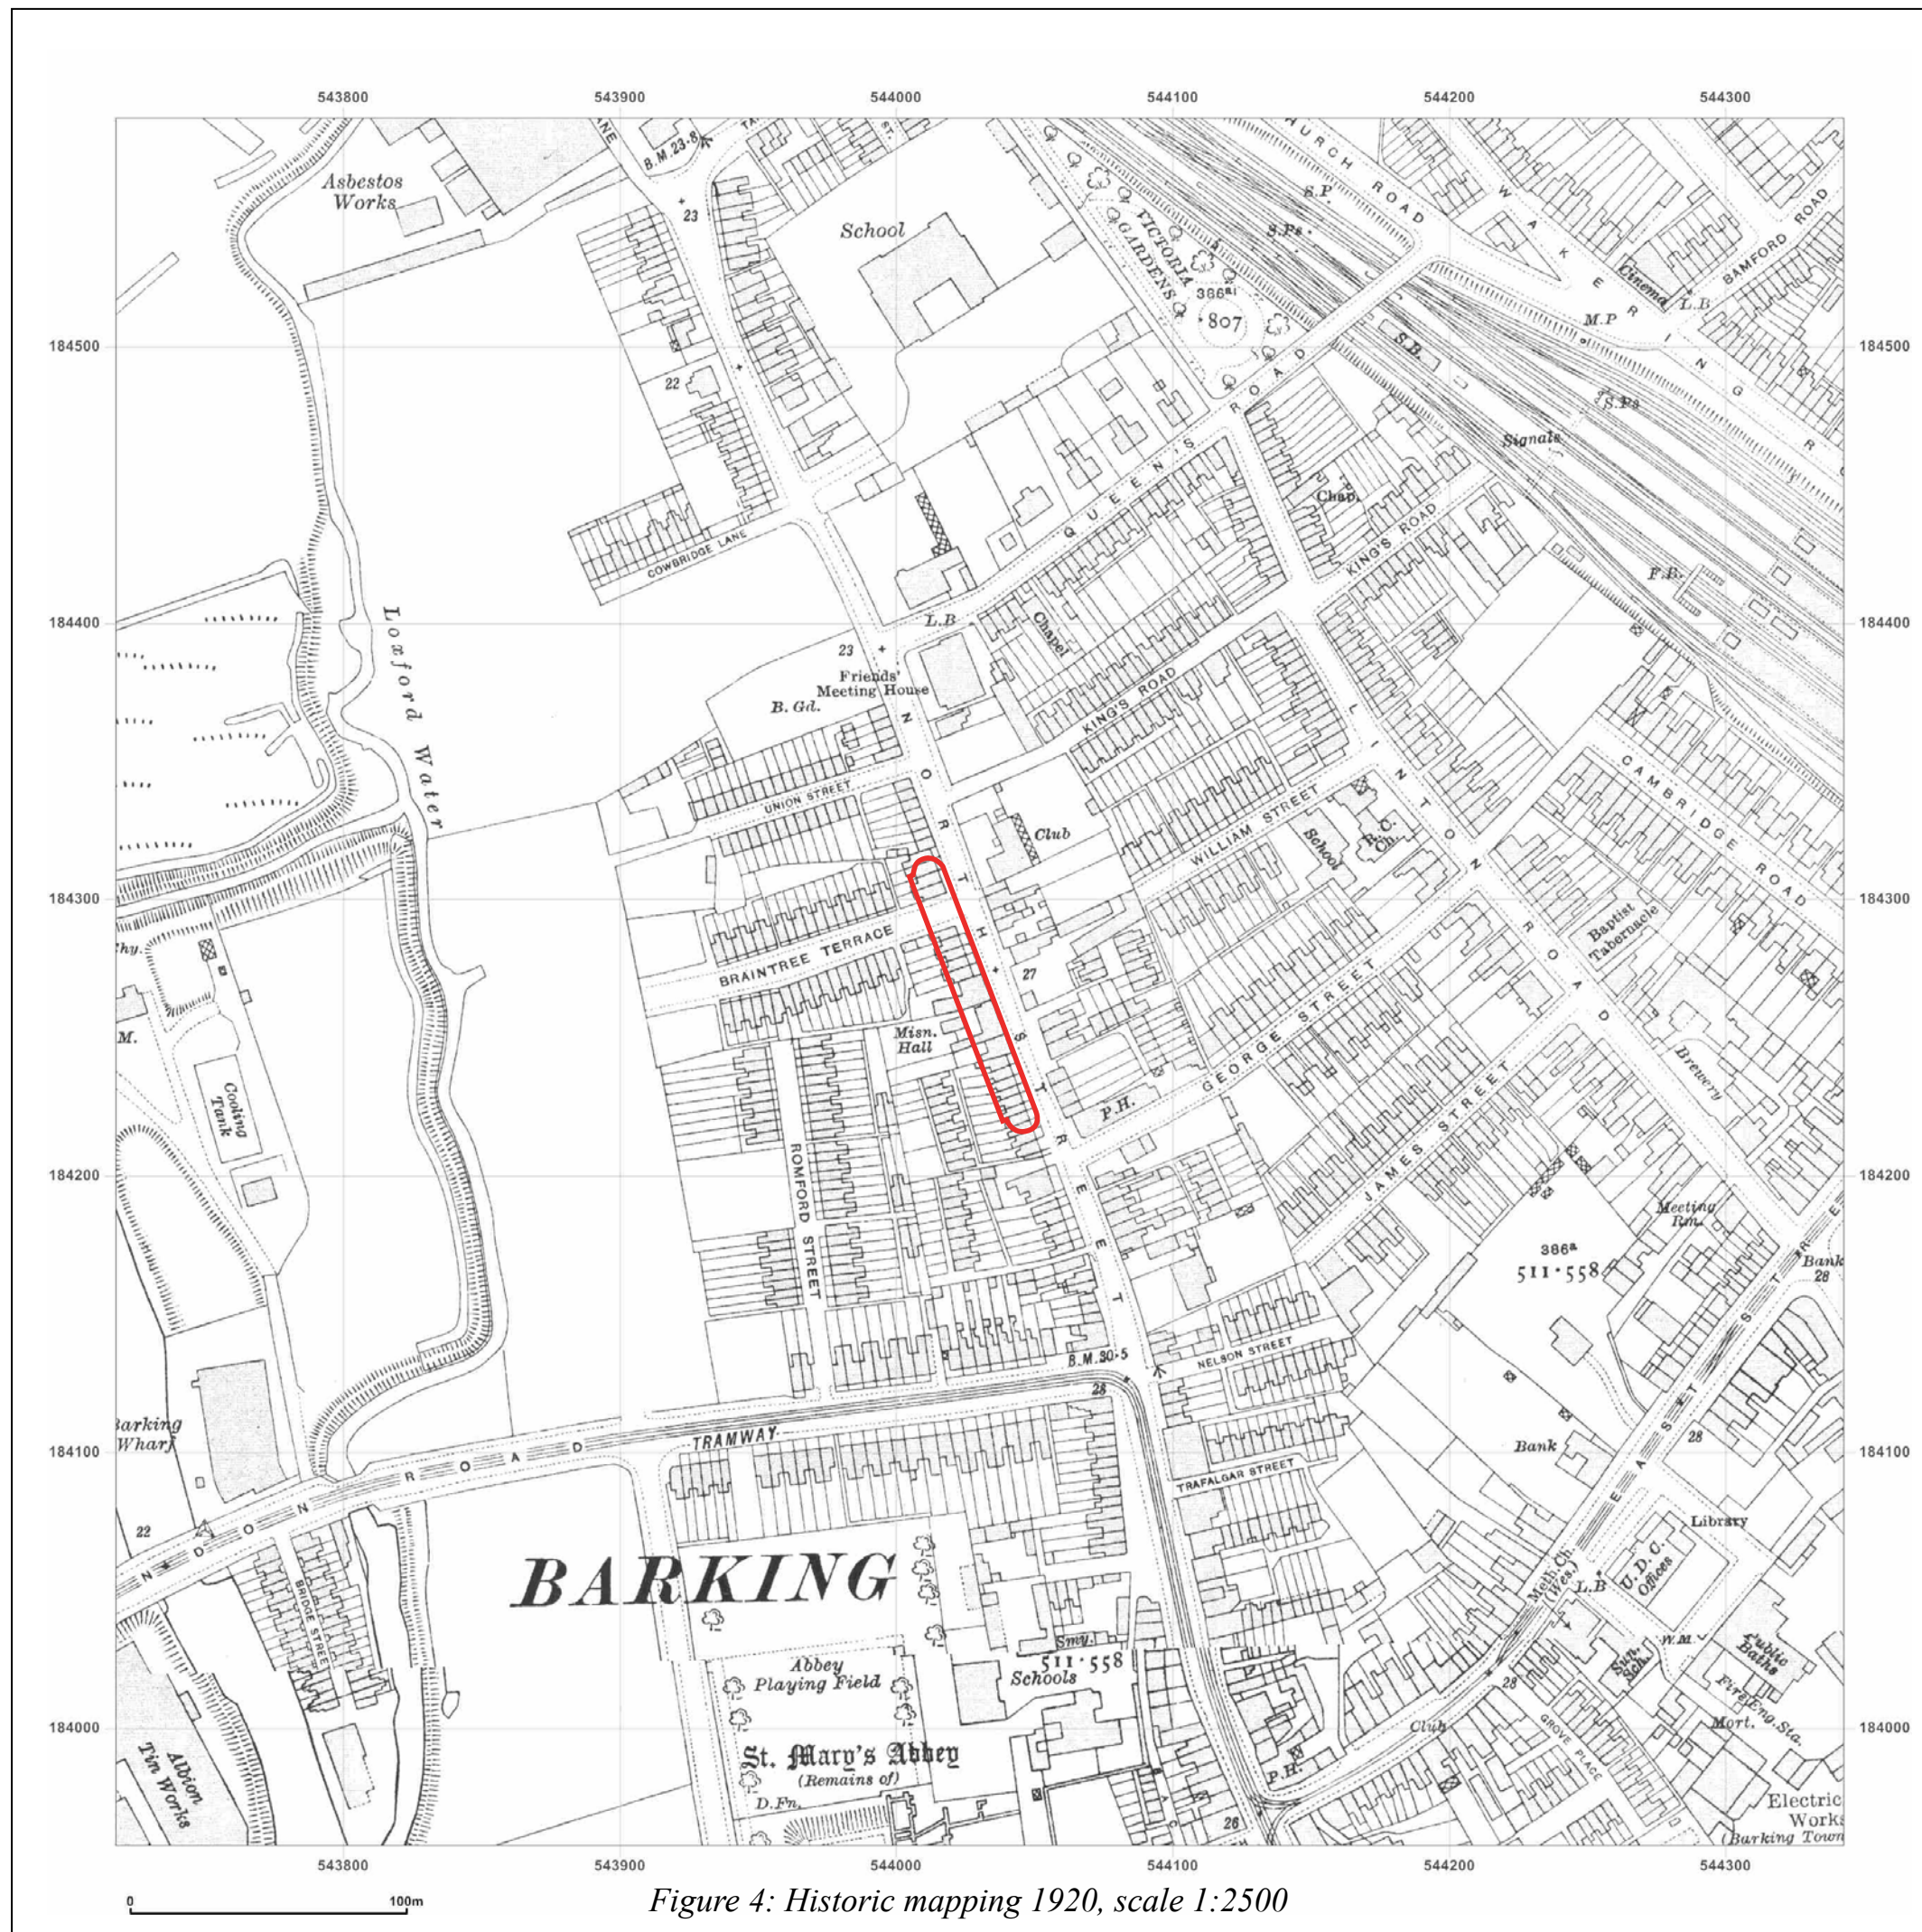 543800 543900 544000 544100 544200 544300
Asbestos
Works
B.M.23·8
ST.
23
School
VICTORIA
GARDENS
366a1
·807
HURCH ROAD
S.P.
S.Ps.
WAKERING R
Cinema
L.B
BAMFORD ROAD
M.P
184500
184500
22
S.B.
S.Ps
Signals
QUEEN'S ROAD
Chap.
KING'S ROAD
COWBRIDGE LANE
F.B.
184400
184400
Loxford Water
L.B
Chapel
23
Friends'
Meeting House
B. Gd.
KING'S ROAD
NORTH STREET
UNION STREET
Club
WILLIAM STREET
School
R.C.
Ch.
LINTON ROAD
CAMBRIDGE ROAD
184300
184300
hy.
BRAINTREE TERRACE
27
Baptist
Tabernacle
M.
Misn.
Hall
Cooling
Tank
P.H.
GEORGE STREET
JAMES STREET
Brewery
184200
184200
ROMFORD STREET
Meeting
Rm.
386a
511·558
Bank
28
B.M.30·5
28
NELSON STREET
EAST STRE
Barking
Wharf
TRAMWAY
184100
184100
TRAFALGAR STREET
Bank
28
NDON ROAD
22
Library
U.D.C.
Offices
BRIDGE STREET
BARKING
Meth. Ch.
(Wes.)
L.B
W.M.
Sun.
Sch.
Public
Baths
Smy.
511·558
Schools
Abbey
Playing Field
28
Fire Eng. Sta.
Mort.
184000
184000
Club
GROVE PLACE
Albion
Tin Works
St. Mary's Abbey
(Remains of)
D.Fn.
P.H.
26
Electric
Works
(Barking Town
543800 543900 544000 544100 544200 544300
0 100m
Figure 4: Historic mapping 1920, scale 1:2500